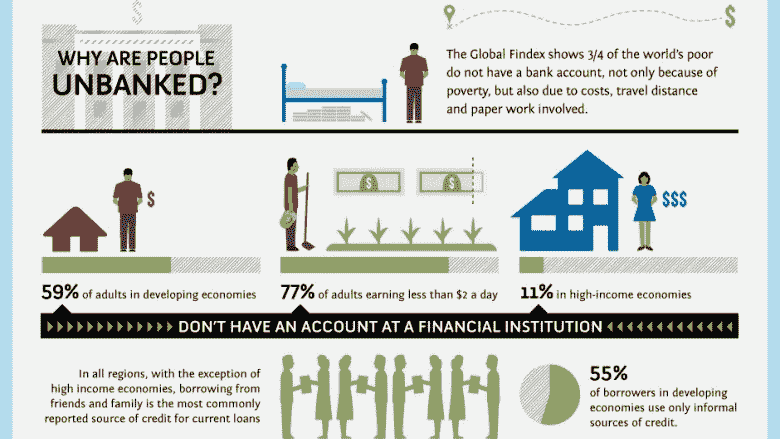 $
$
WHY ARE PEOPLE
UNBANKED?
The Global Findex shows 3/4 of the world's poor
do not have a bank account, not only because of
poverty, but also due to costs, travel distance
and paper work involved.
$
$ $
$$$
59% of adults in developing economies
77% of adults earning less than $2 a day
11% in high-income economies
DON'T HAVE AN ACCOUNT AT A FINANCIAL INSTITUTION
In all regions, with the exception of
high income economies, borrowing from
friends and family is the most commonly
reported source of credit for current loans
55%
of borrowers in developing
economies use only informal
sources of credit.